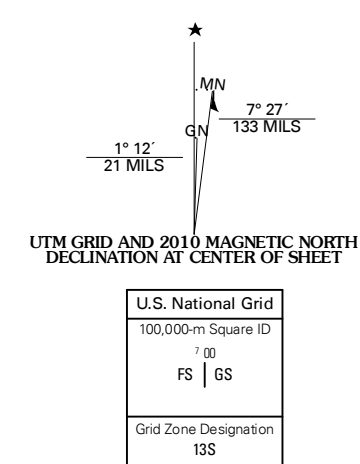 MN
7° 27´
133 MILS
GN
1° 12´
21 MILS
UTM GRID AND 2010 MAGNETIC NORTH
DECLINATION AT CENTER OF SHEET
U.S. National Grid
100,000-m Square ID
7 00
FS GS
Grid Zone Designation
13S